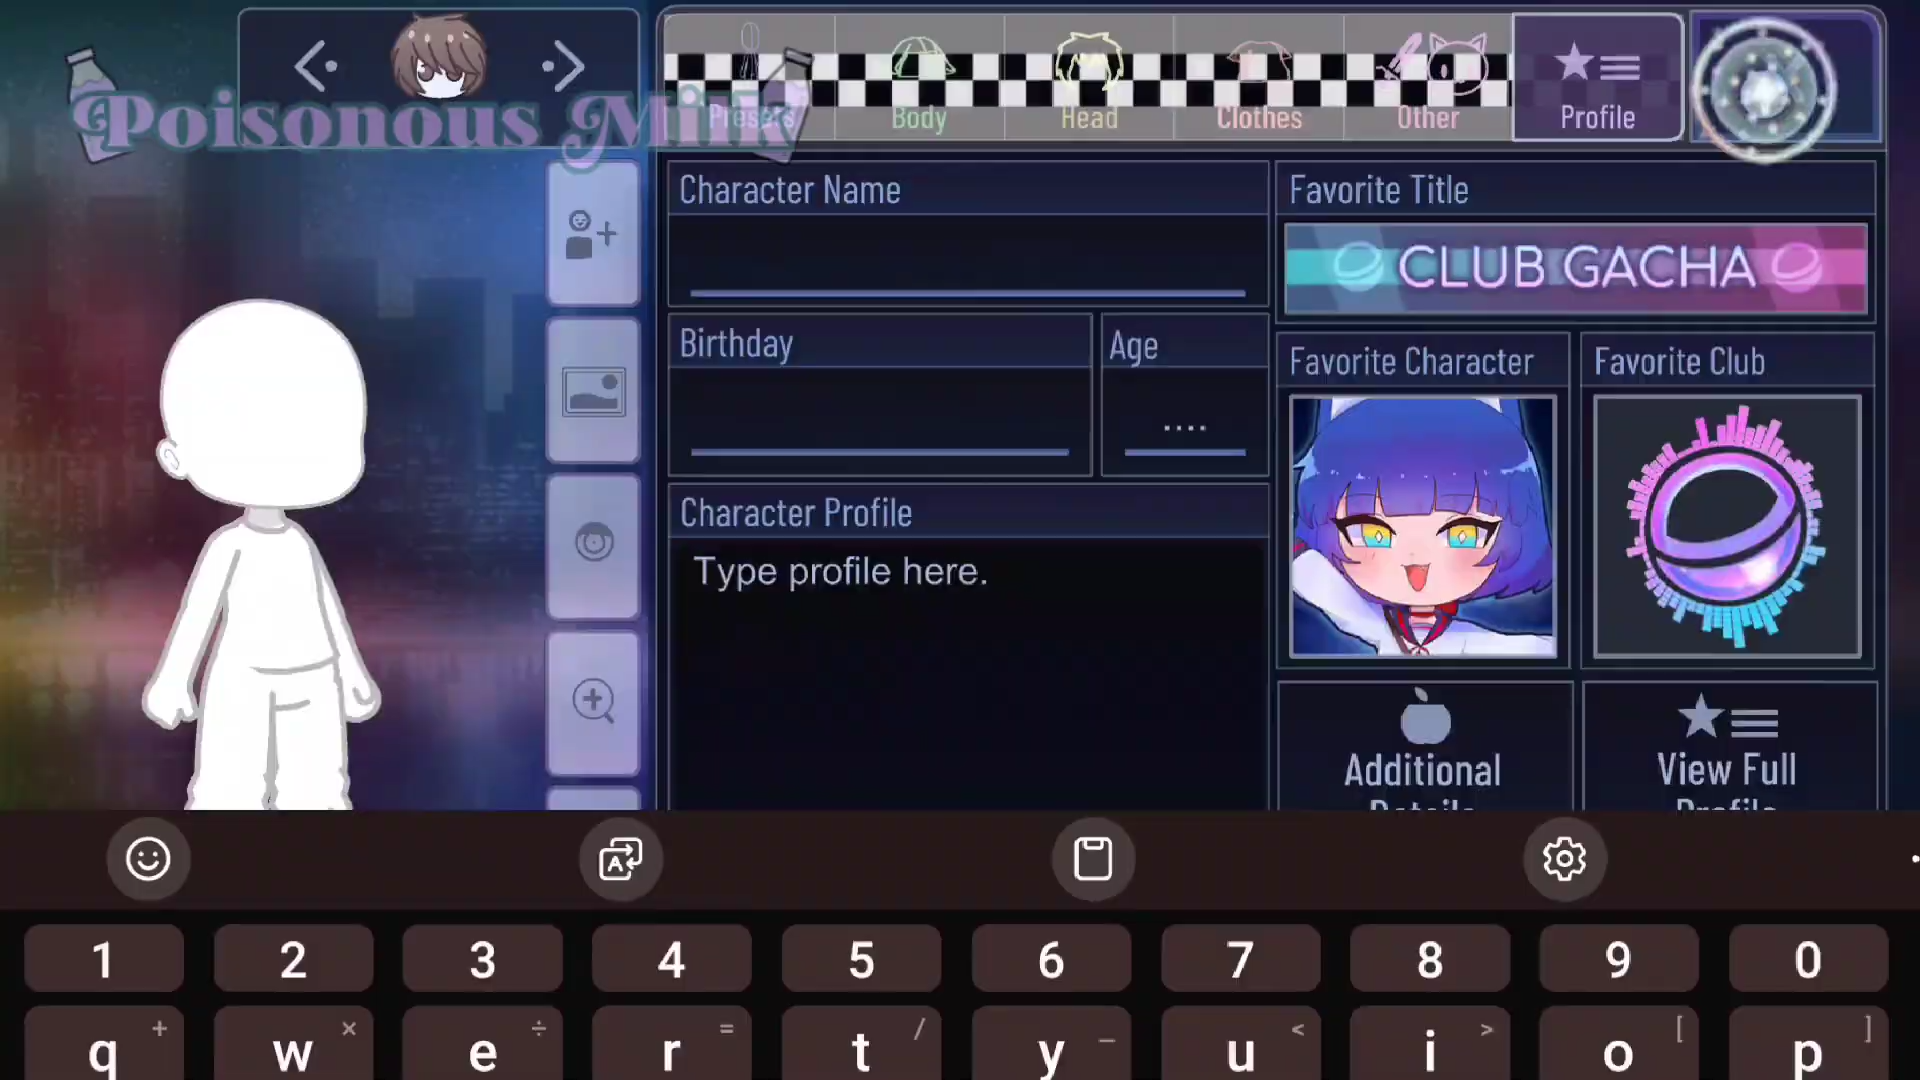 Poisonous Milk
Presets
Body
Head
Clothes
Other
Profile
Character Name
Favorite Title
CLUB GACHA
Birthday
Age
....
Favorite Character
Favorite Club
Character Profile
Type profile here.
Additional
Details
View Full
Profile
1 2 3 4 5 6 7 8 9 0
+ × ÷ = / _ < > [ ]
q w e r t y u i o p